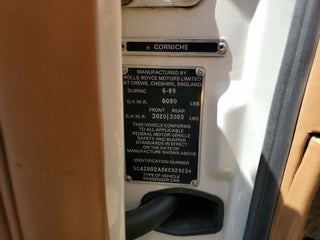 CORNICHE
MANUFACTURED BY
ROLLS-ROYCE MOTORS LIMITED
AT CREWE, CHESHIRE, ENGLAND
DURING 6-89
G.V.W.R. 6080 LBS
FRONT REAR
G.A.W.R. 3020 3505 LBS
THIS VEHICLE CONFORMS
TO ALL APPLICABLE
FEDERAL MOTOR VEHICLE
SAFETY AND BUMPER
STANDARDS IN EFFECT
ON THE DATE OF
MANUFACTURE SHOWN ABOVE
IDENTIFICATION NUMBER
TYPE OF VEHICLE
PASSENGER CAR